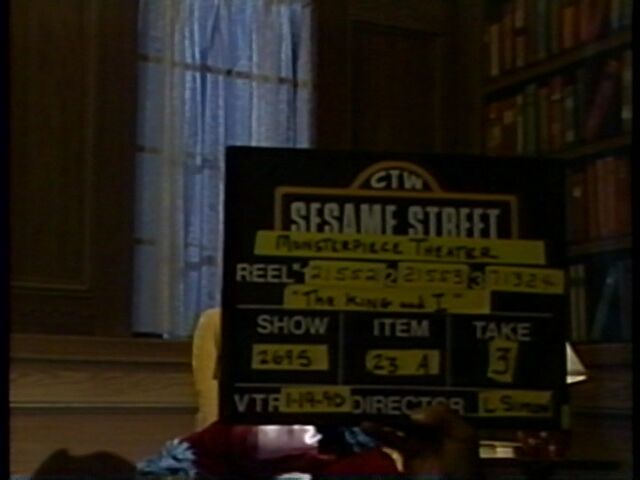 CTW
SESAME STREET
MONSTERPIECE THEATER
REEL# 21552 2 21553 3 71324
"The KING and I"
SHOW ITEM TAKE
2695 23 A 3
VTR 1-19-90 DIRECTOR L. Simon